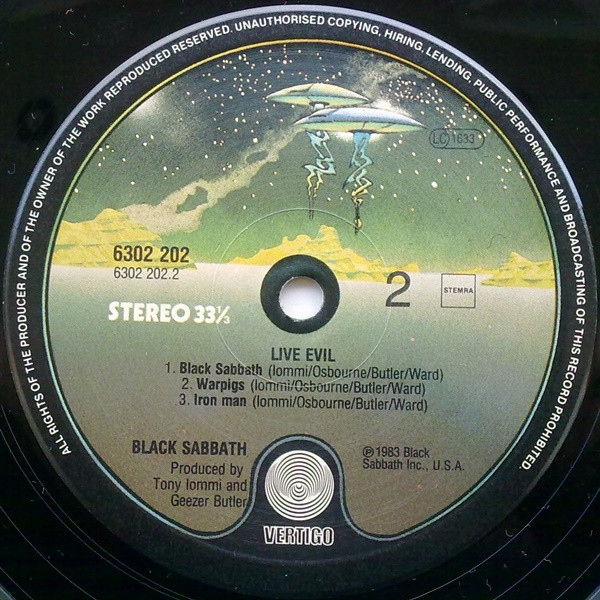 ALL RIGHTS OF THE PRODUCER AND OF THE OWNER OF THE WORK REPRODUCED RESERVED. UNAUTHORISED COPYING, HIRING, LENDING, PUBLIC PERFORMANCE AND BROADCASTING OF THIS RECORD PROHIBITED.
LC 1633
6302 202
6302 202.2
STEREO 33⅓
2
STEMRA
LIVE EVIL
1. Black Sabbath (Iommi/Osbourne/Butler/Ward)
2. Warpigs (Iommi/Osbourne/Butler/Ward)
3. Iron man (Iommi/Osbourne/Butler/Ward)
BLACK SABBATH
Produced by
Tony Iommi and
Geezer Butler
℗ 1983 Black
Sabbath Inc., U.S.A.
VERTIGO